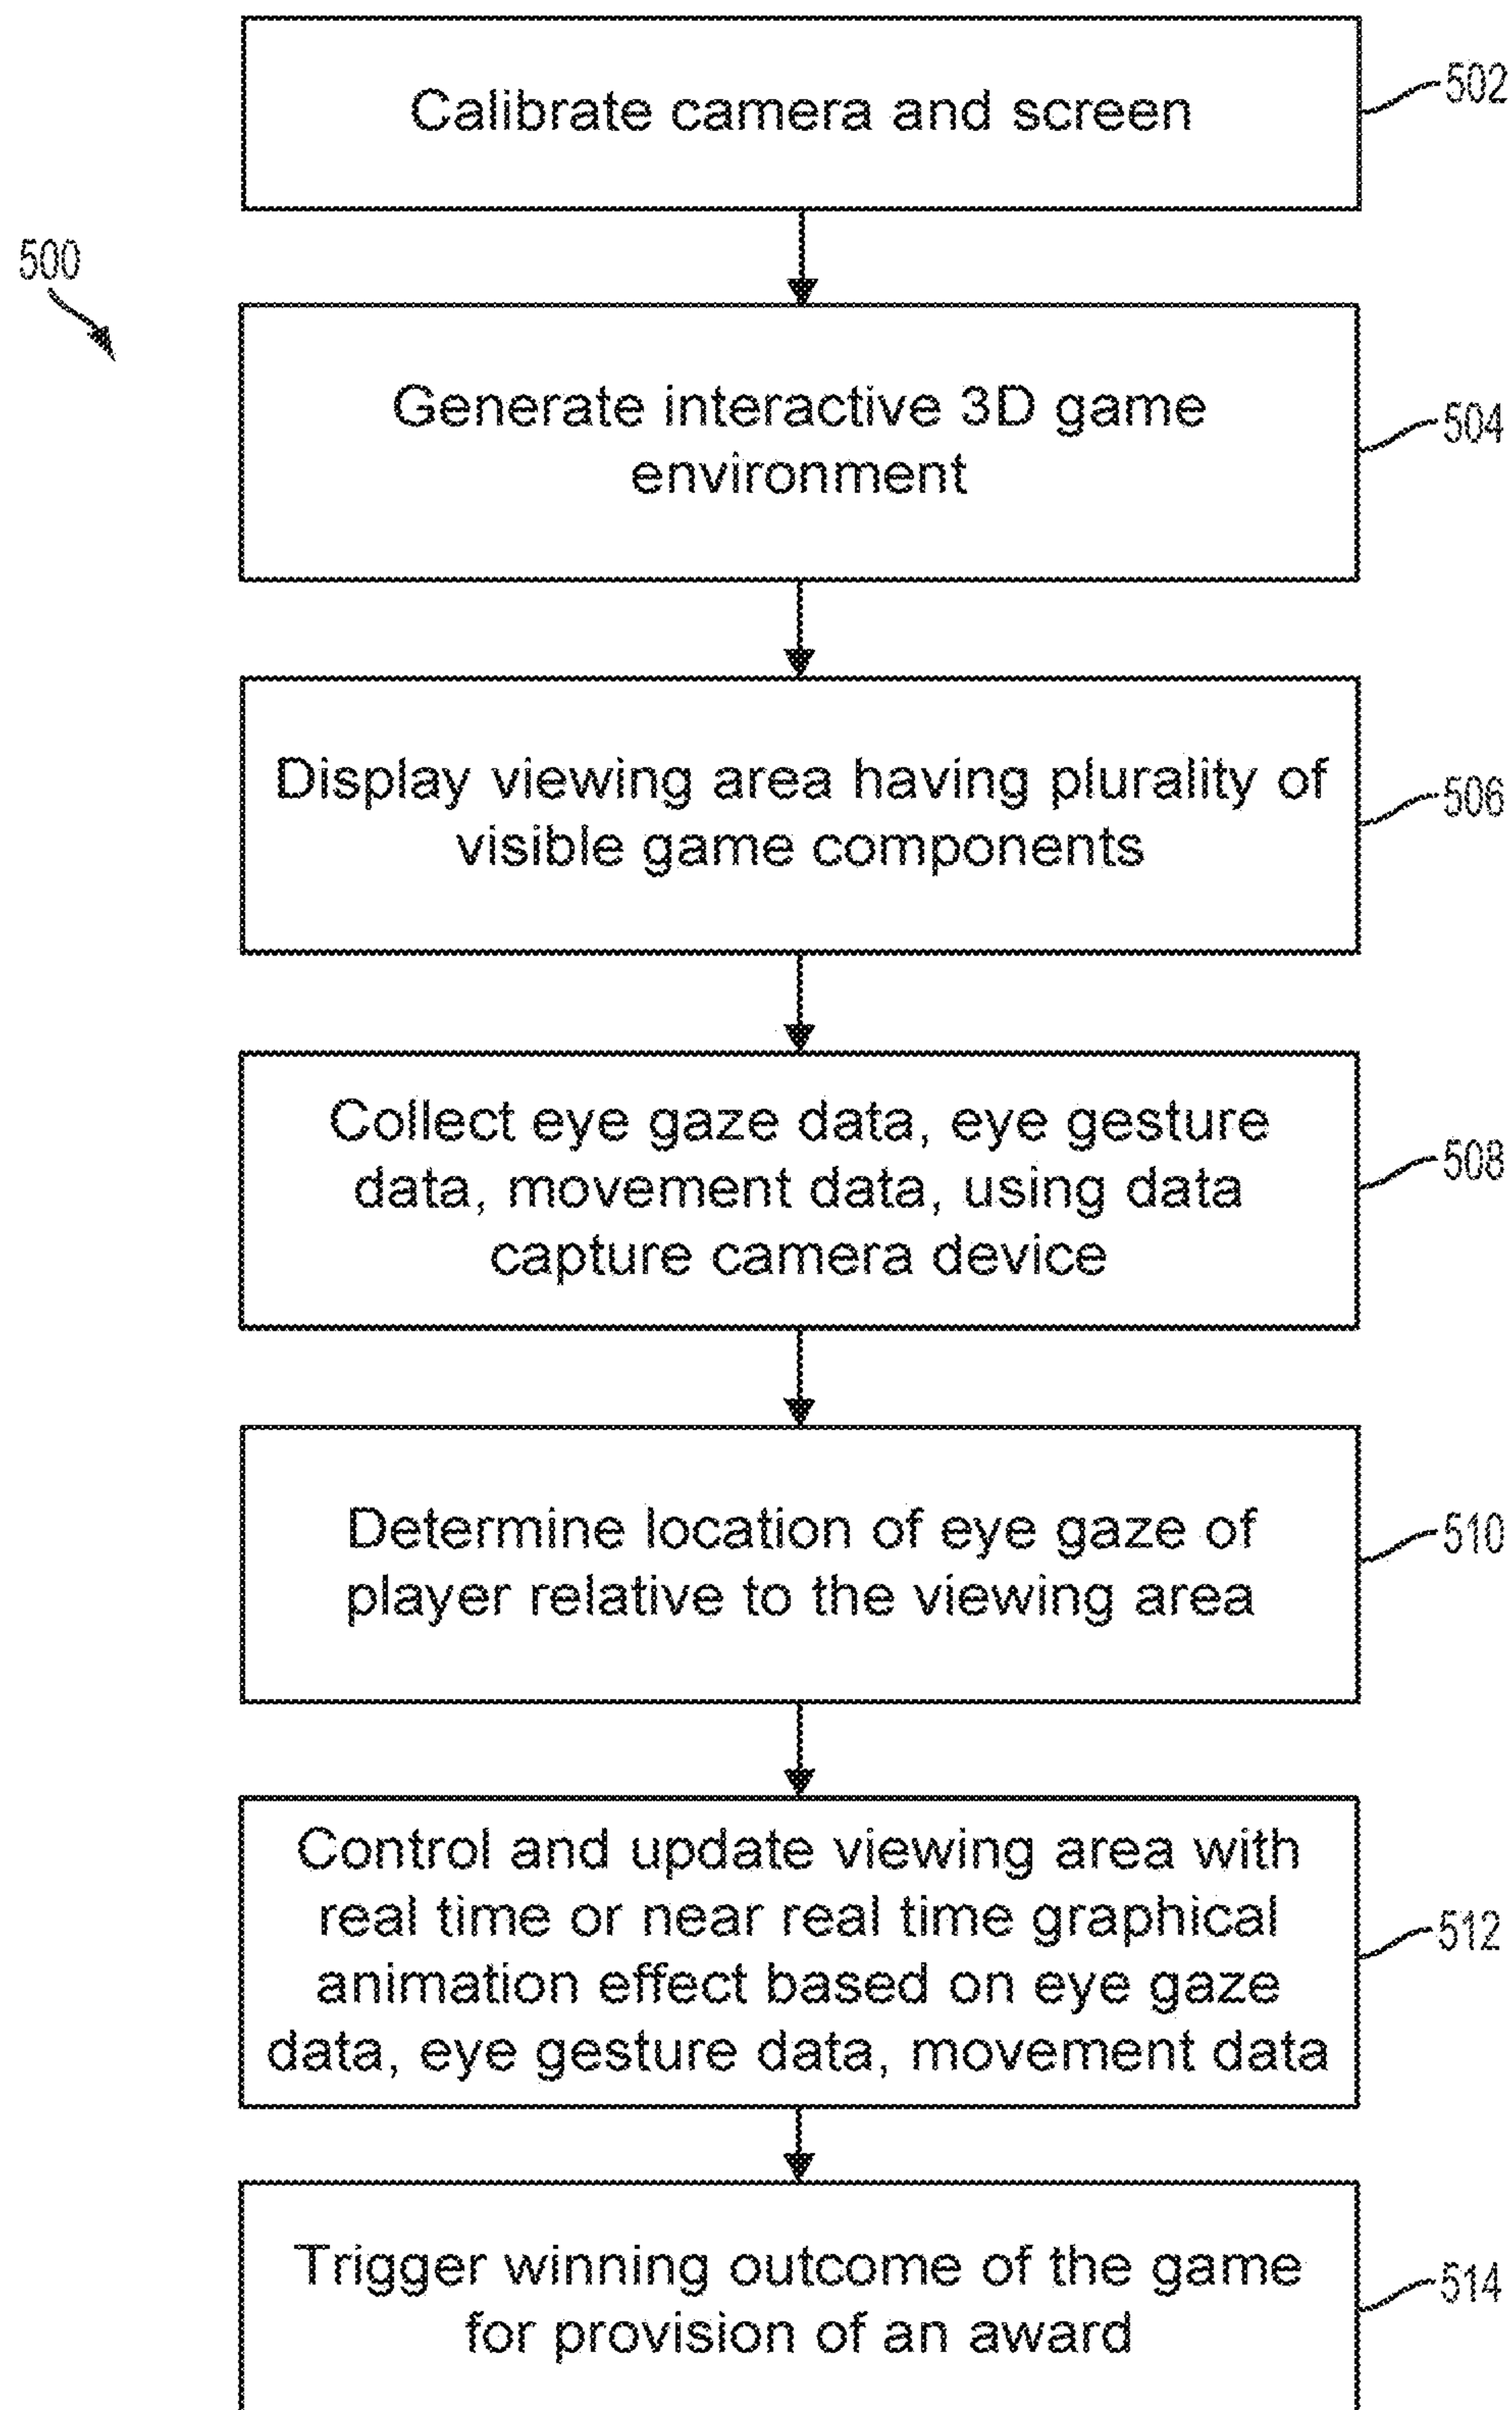 Calibrate camera and screen
502
500
Generate interactive 3D game
environment
504
Display viewing area having plurality of
visible game components
506
Collect eye gaze data, eye gesture
data, movement data, using data
capture camera device
508
Determine location of eye gaze of
player relative to the viewing area
510
Control and update viewing area with
real time or near real time graphical
animation effect based on eye gaze
data, eye gesture data, movement data
512
Trigger winning outcome of the game
for provision of an award
514